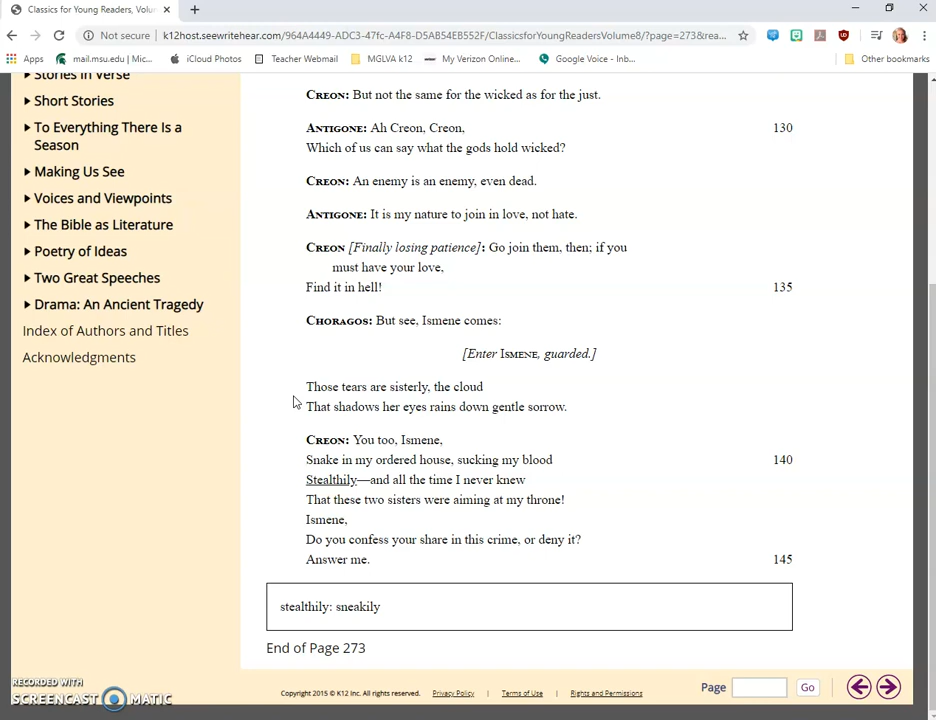 Classics for Young Readers, Volum
Not secure | k12host.seewritehear.com/964A4449-ADC3-47fc-A4F8-D5AB54EB552F/ClassicsforYoungReadersVolume8/?page=273&rea...
Apps mail.msu.edu | Mic... iCloud Photos Teacher Webmail MGLVA k12 My Verizon Online... Google Voice - Inb... Other bookmarks
Stories in Verse
Short Stories
To Everything There Is a
Season
Making Us See
Voices and Viewpoints
The Bible as Literature
Poetry of Ideas
Two Great Speeches
Drama: An Ancient Tragedy
Index of Authors and Titles
Acknowledgments
CREON: But not the same for the wicked as for the just.
ANTIGONE: Ah Creon, Creon, 130
Which of us can say what the gods hold wicked?
CREON: An enemy is an enemy, even dead.
ANTIGONE: It is my nature to join in love, not hate.
CREON [Finally losing patience]: Go join them, then; if you
must have your love,
Find it in hell! 135
CHORAGOS: But see, Ismene comes:
[Enter ISMENE, guarded.]
Those tears are sisterly, the cloud
That shadows her eyes rains down gentle sorrow.
CREON: You too, Ismene,
Snake in my ordered house, sucking my blood 140
Stealthily—and all the time I never knew
That these two sisters were aiming at my throne!
Ismene,
Do you confess your share in this crime, or deny it?
Answer me. 145
stealthily: sneakily
End of Page 273
Copyright 2015 © K12 Inc. All rights reserved. | Privacy Policy | Terms of Use | Rights and Permissions
Page Go
RECORDED WITH
SCREENCAST MATIC